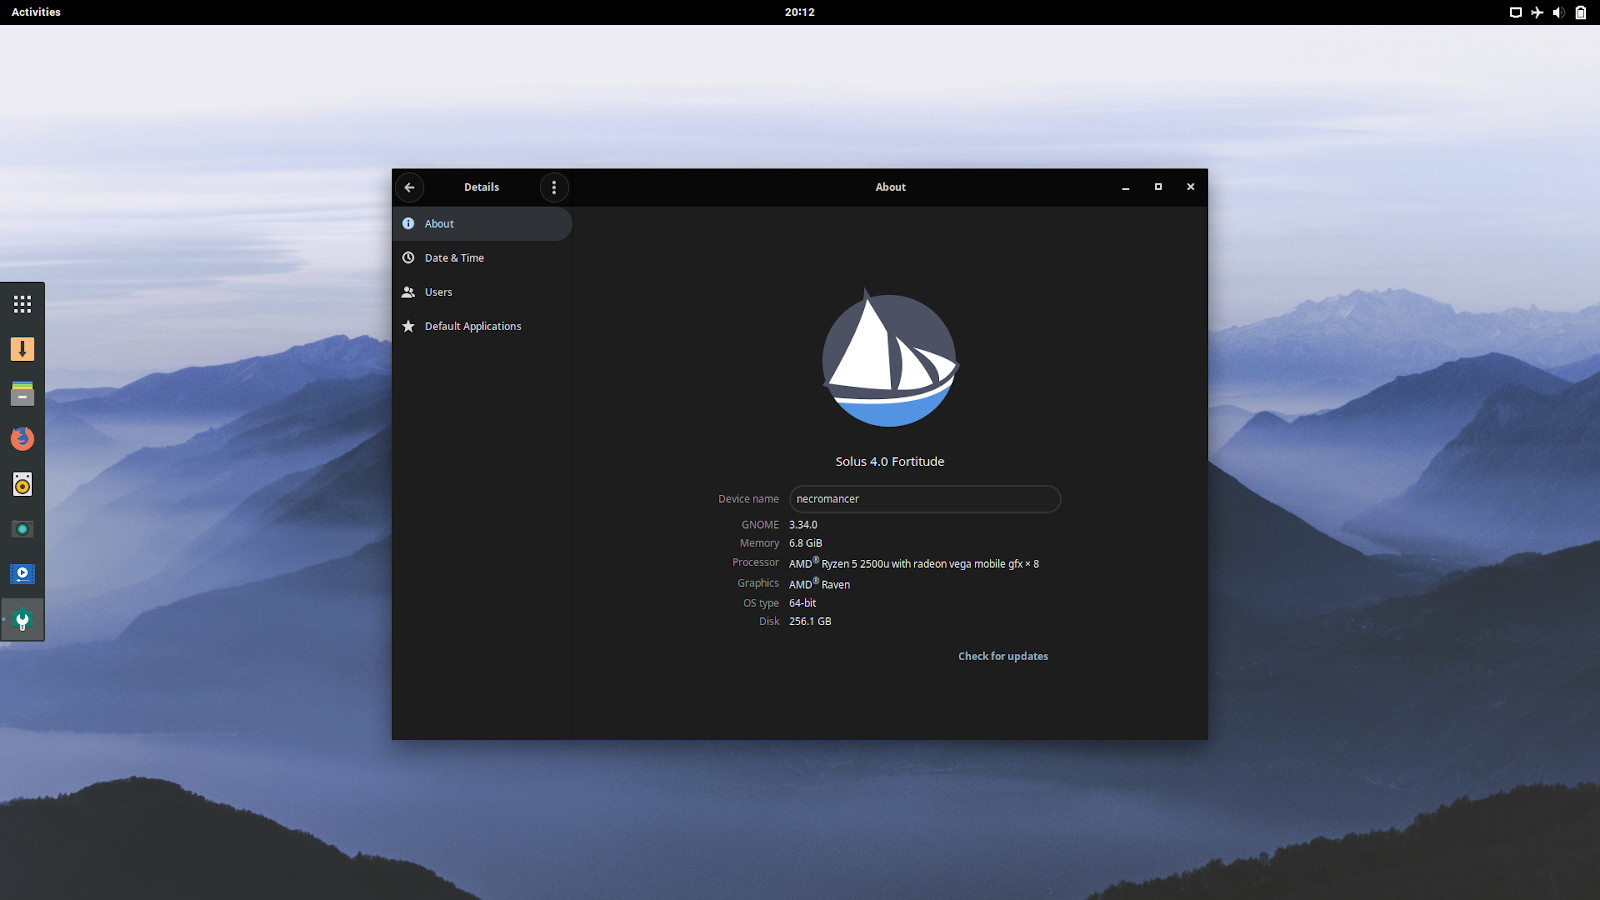 Activities
20:12
Details
About
About
Date & Time
Users
Default Applications
Solus 4.0 Fortitude
Device name necromancer
GNOME 3.34.0
Memory 6.8 GiB
Processor AMD® Ryzen 5 2500u with radeon vega mobile gfx × 8
Graphics AMD® Raven
OS type 64-bit
Disk 256.1 GB
Check for updates